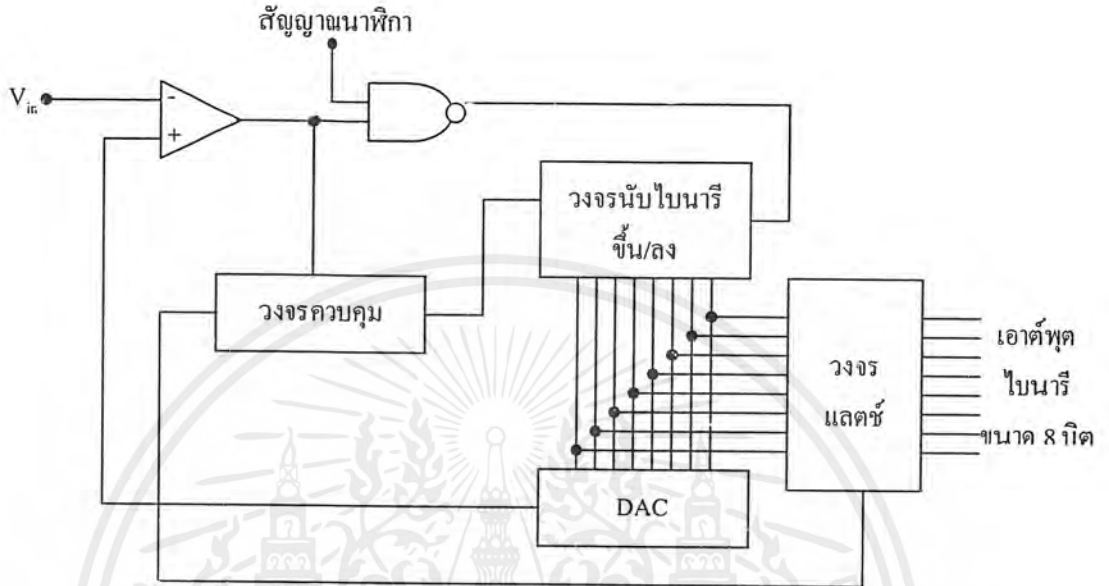 สัญญาณนาฬิกา
V_in
-
+
วงจรนับไบนารี
ขึ้น/ลง
วงจรควบคุม
วงจร
แลตช์
เอาต์พุต
ไบนารี
ขนาด 8 บิต
DAC